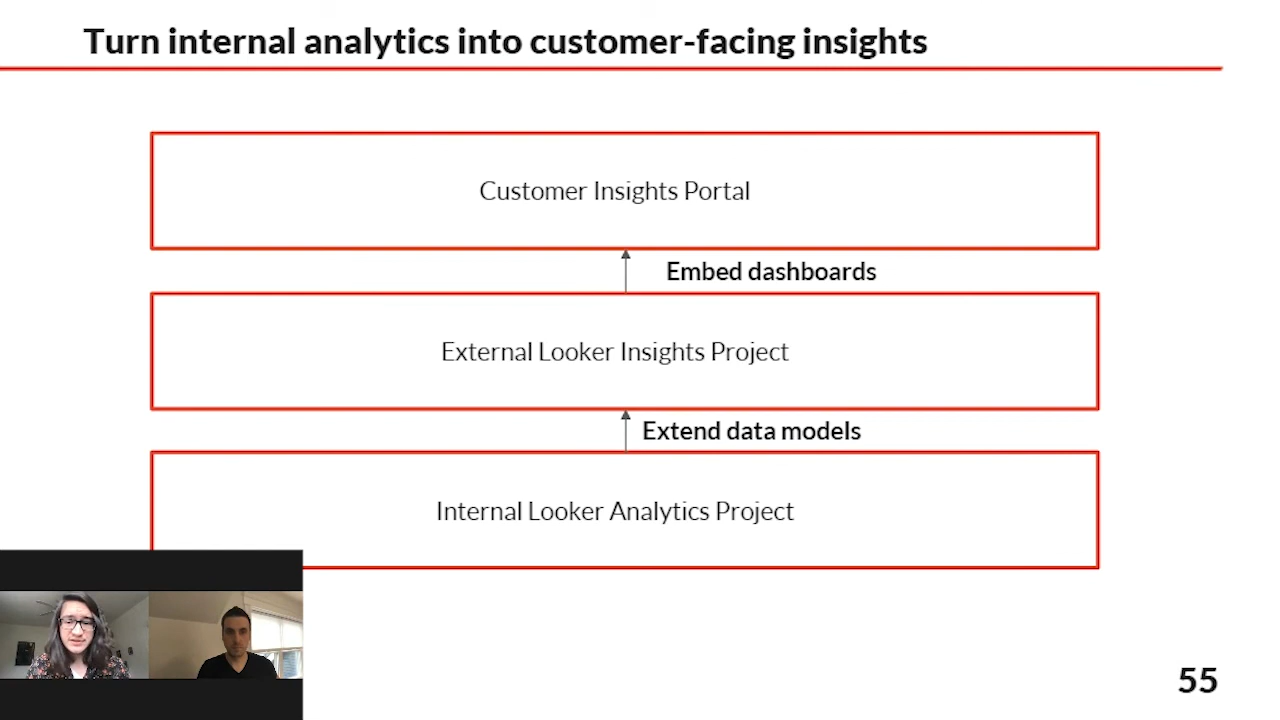 Turn internal analytics into customer-facing insights
Customer Insights Portal
Embed dashboards
External Looker Insights Project
Extend data models
Internal Looker Analytics Project
55